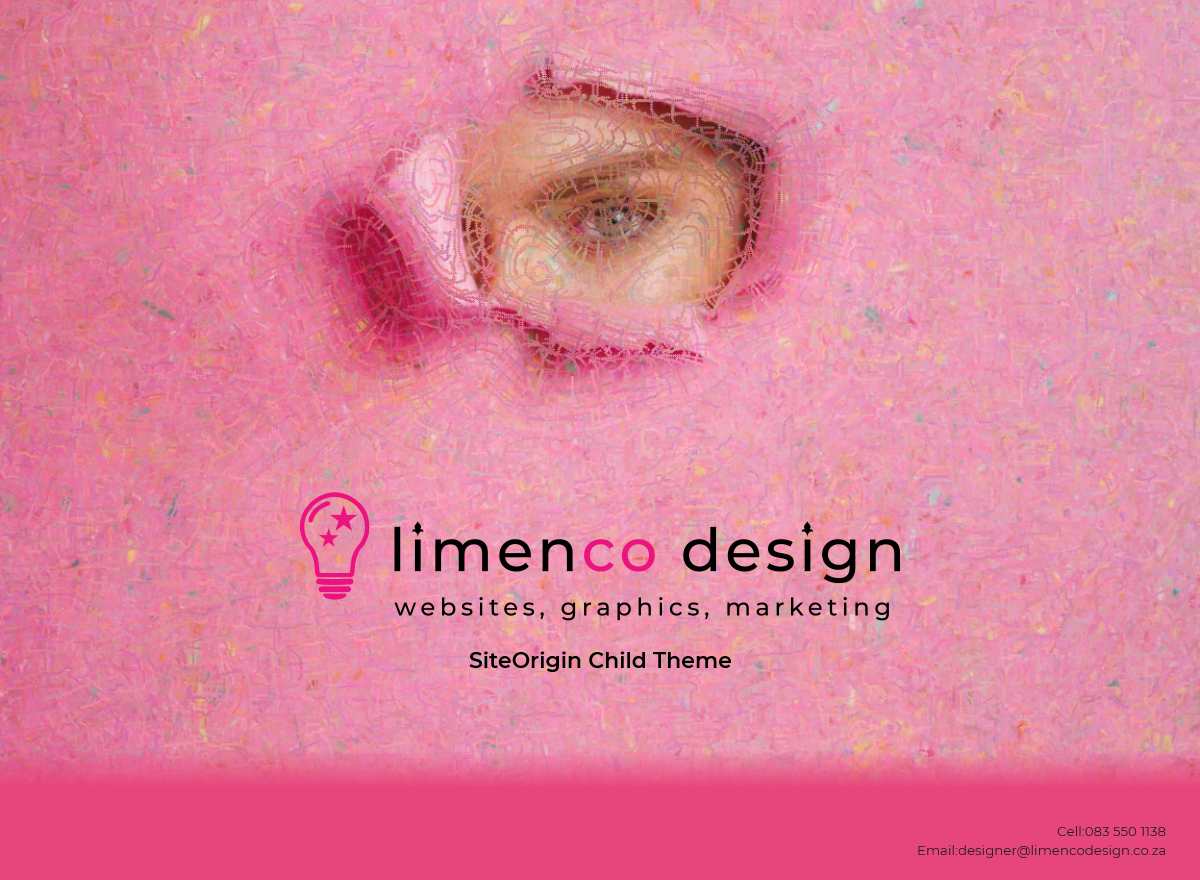 limenco design
websites, graphics, marketing
SiteOrigin Child Theme
Cell:083 550 1138
Email:designer@limencodesign.co.za